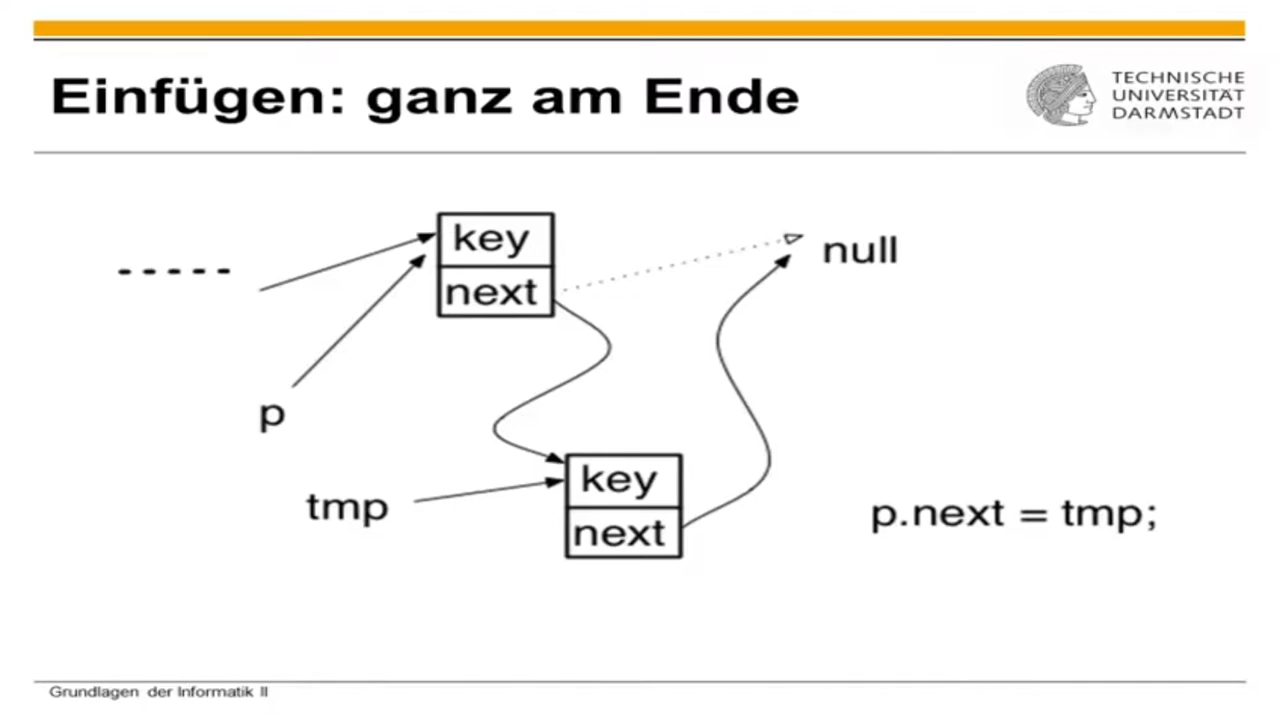 Einfügen: ganz am Ende
TECHNISCHE
UNIVERSITÄT
DARMSTADT
key
next
null
p
tmp
key
next
p.next = tmp;
Grundlagen der Informatik II